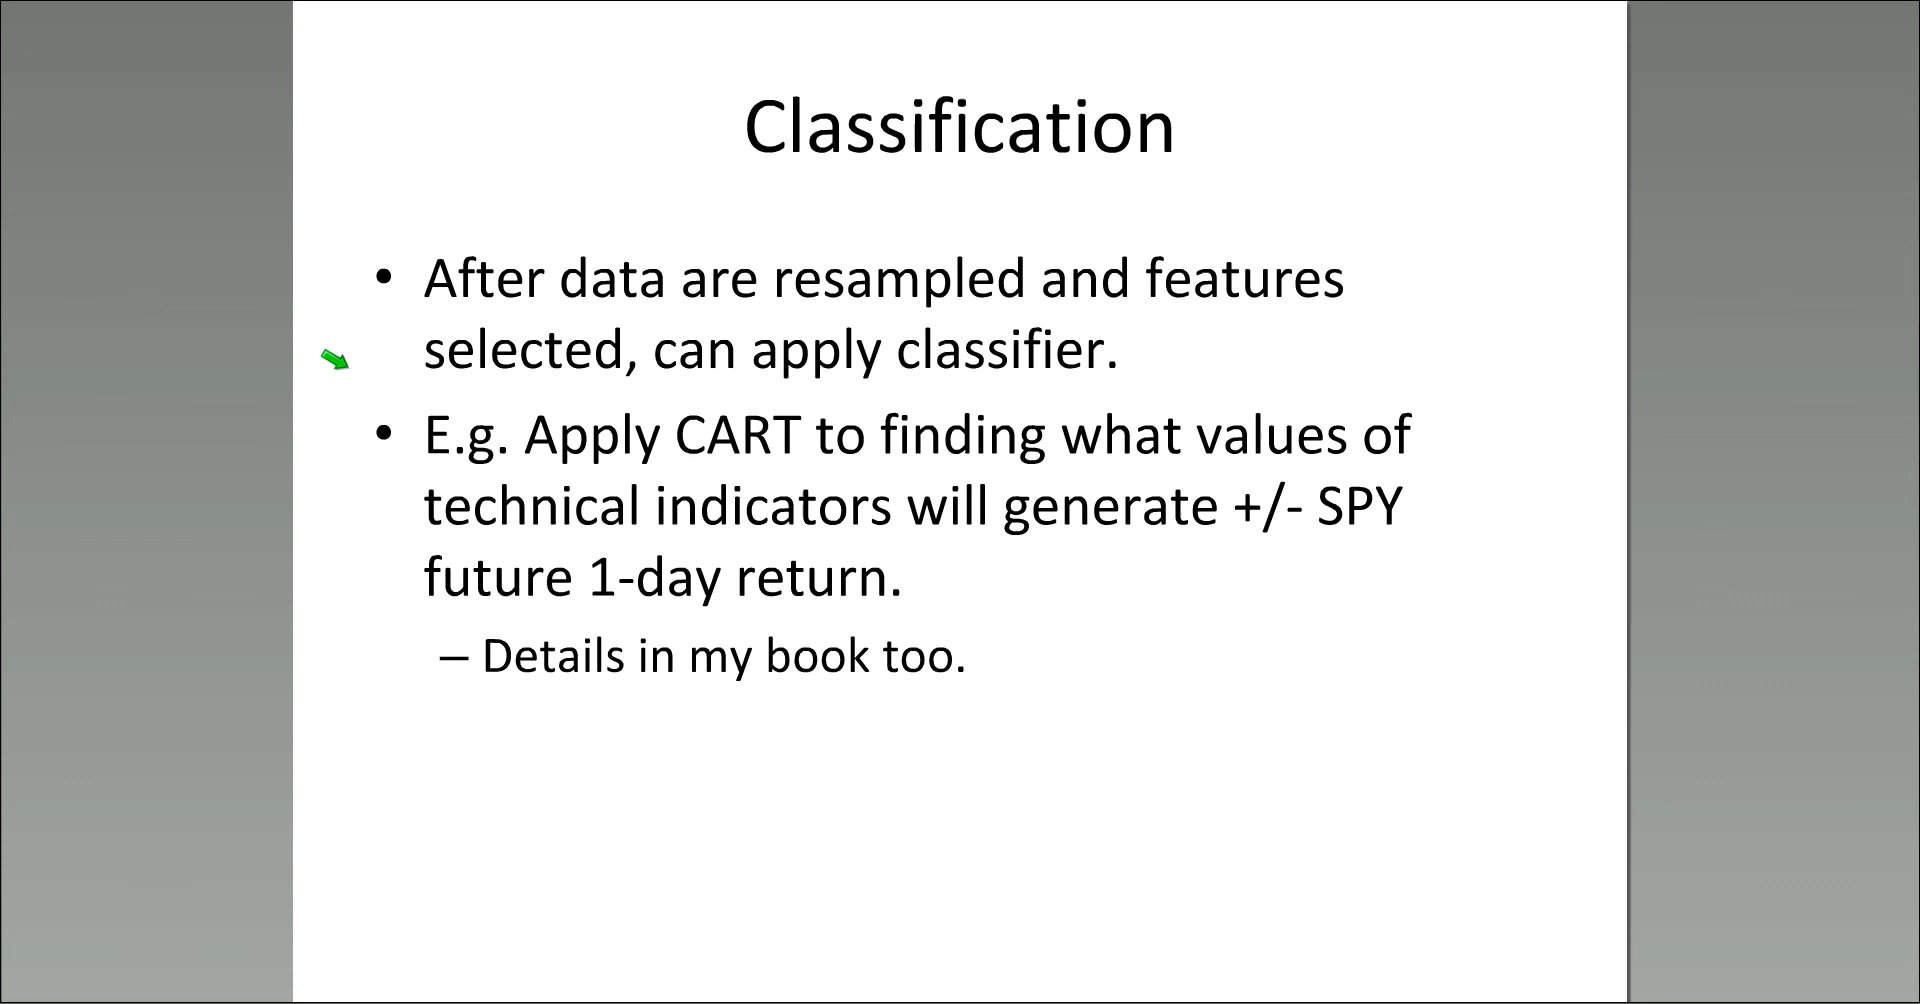 Classification
• After data are resampled and features
selected, can apply classifier.
• E.g. Apply CART to finding what values of
technical indicators will generate +/- SPY
future 1-day return.
– Details in my book too.